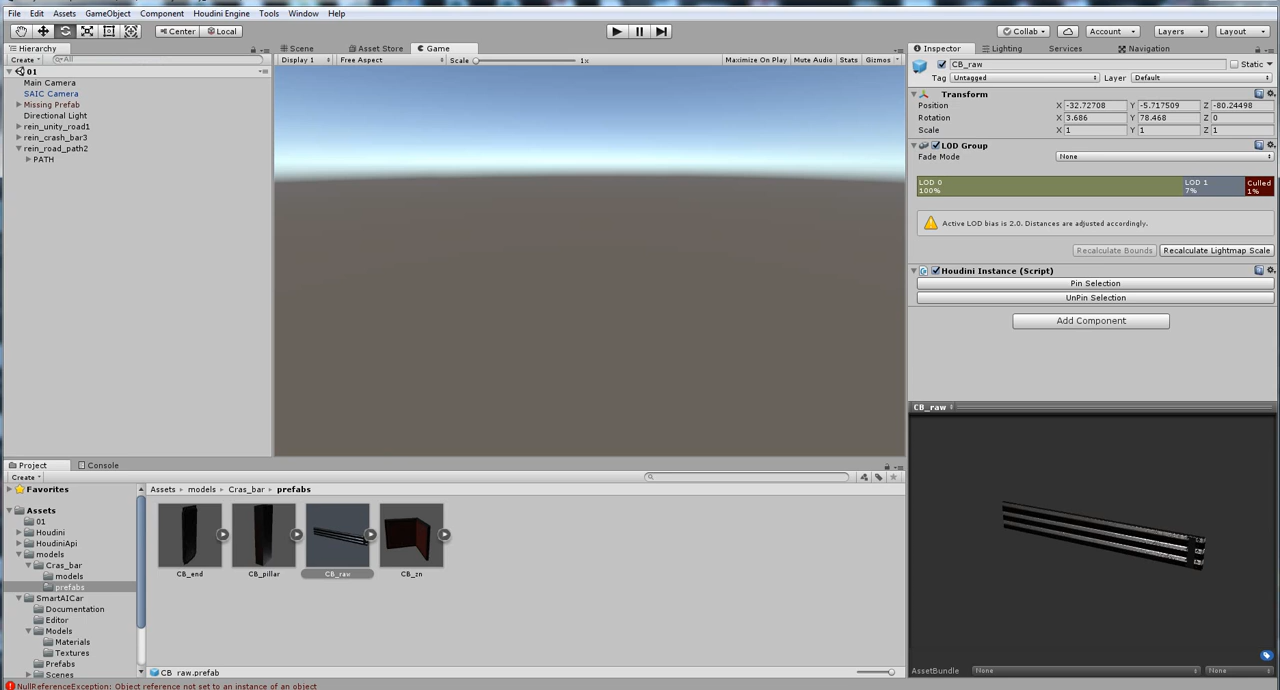 File Edit Assets GameObject Component Houdini Engine Tools Window Help
Center Local Collab Account Layers Layout
Hierarchy
Create All
01
Main Camera
SAIC Camera
Missing Prefab
Directional Light
rein_unity_road1
rein_crash_bar3
rein_road_path2
PATH
Scene Asset Store Game
Display 1 Free Aspect Scale 1x Maximize On Play Mute Audio Stats Gizmos
Inspector Lighting Services Navigation
CB_raw Static
Tag Untagged Layer Default
Transform
Position X -32.72708 Y -5.717509 Z -80.24498
Rotation X 3.686 Y 78.468 Z 0
Scale X 1 Y 1 Z 1
LOD Group
Fade Mode None
LOD 0 LOD 1 Culled
100% 7% 1%
Active LOD bias is 2.0. Distances are adjusted accordingly.
Recalculate Bounds Recalculate Lightmap Scale
Houdini Instance (Script)
Pin Selection
UnPin Selection
Add Component
CB_raw
AssetBundle None None
Project Console
Create
Favorites
Assets
01
Houdini
HoudiniApi
models
Cras_bar
models
prefabs
SmartAICar
Documentation
Editor
Models
Materials
Textures
Prefabs
Scenes
Assets models Cras_bar prefabs
CB_end CB_pillar CB_raw CB_zn
CB_raw.prefab
NullReferenceException: Object reference not set to an instance of an object